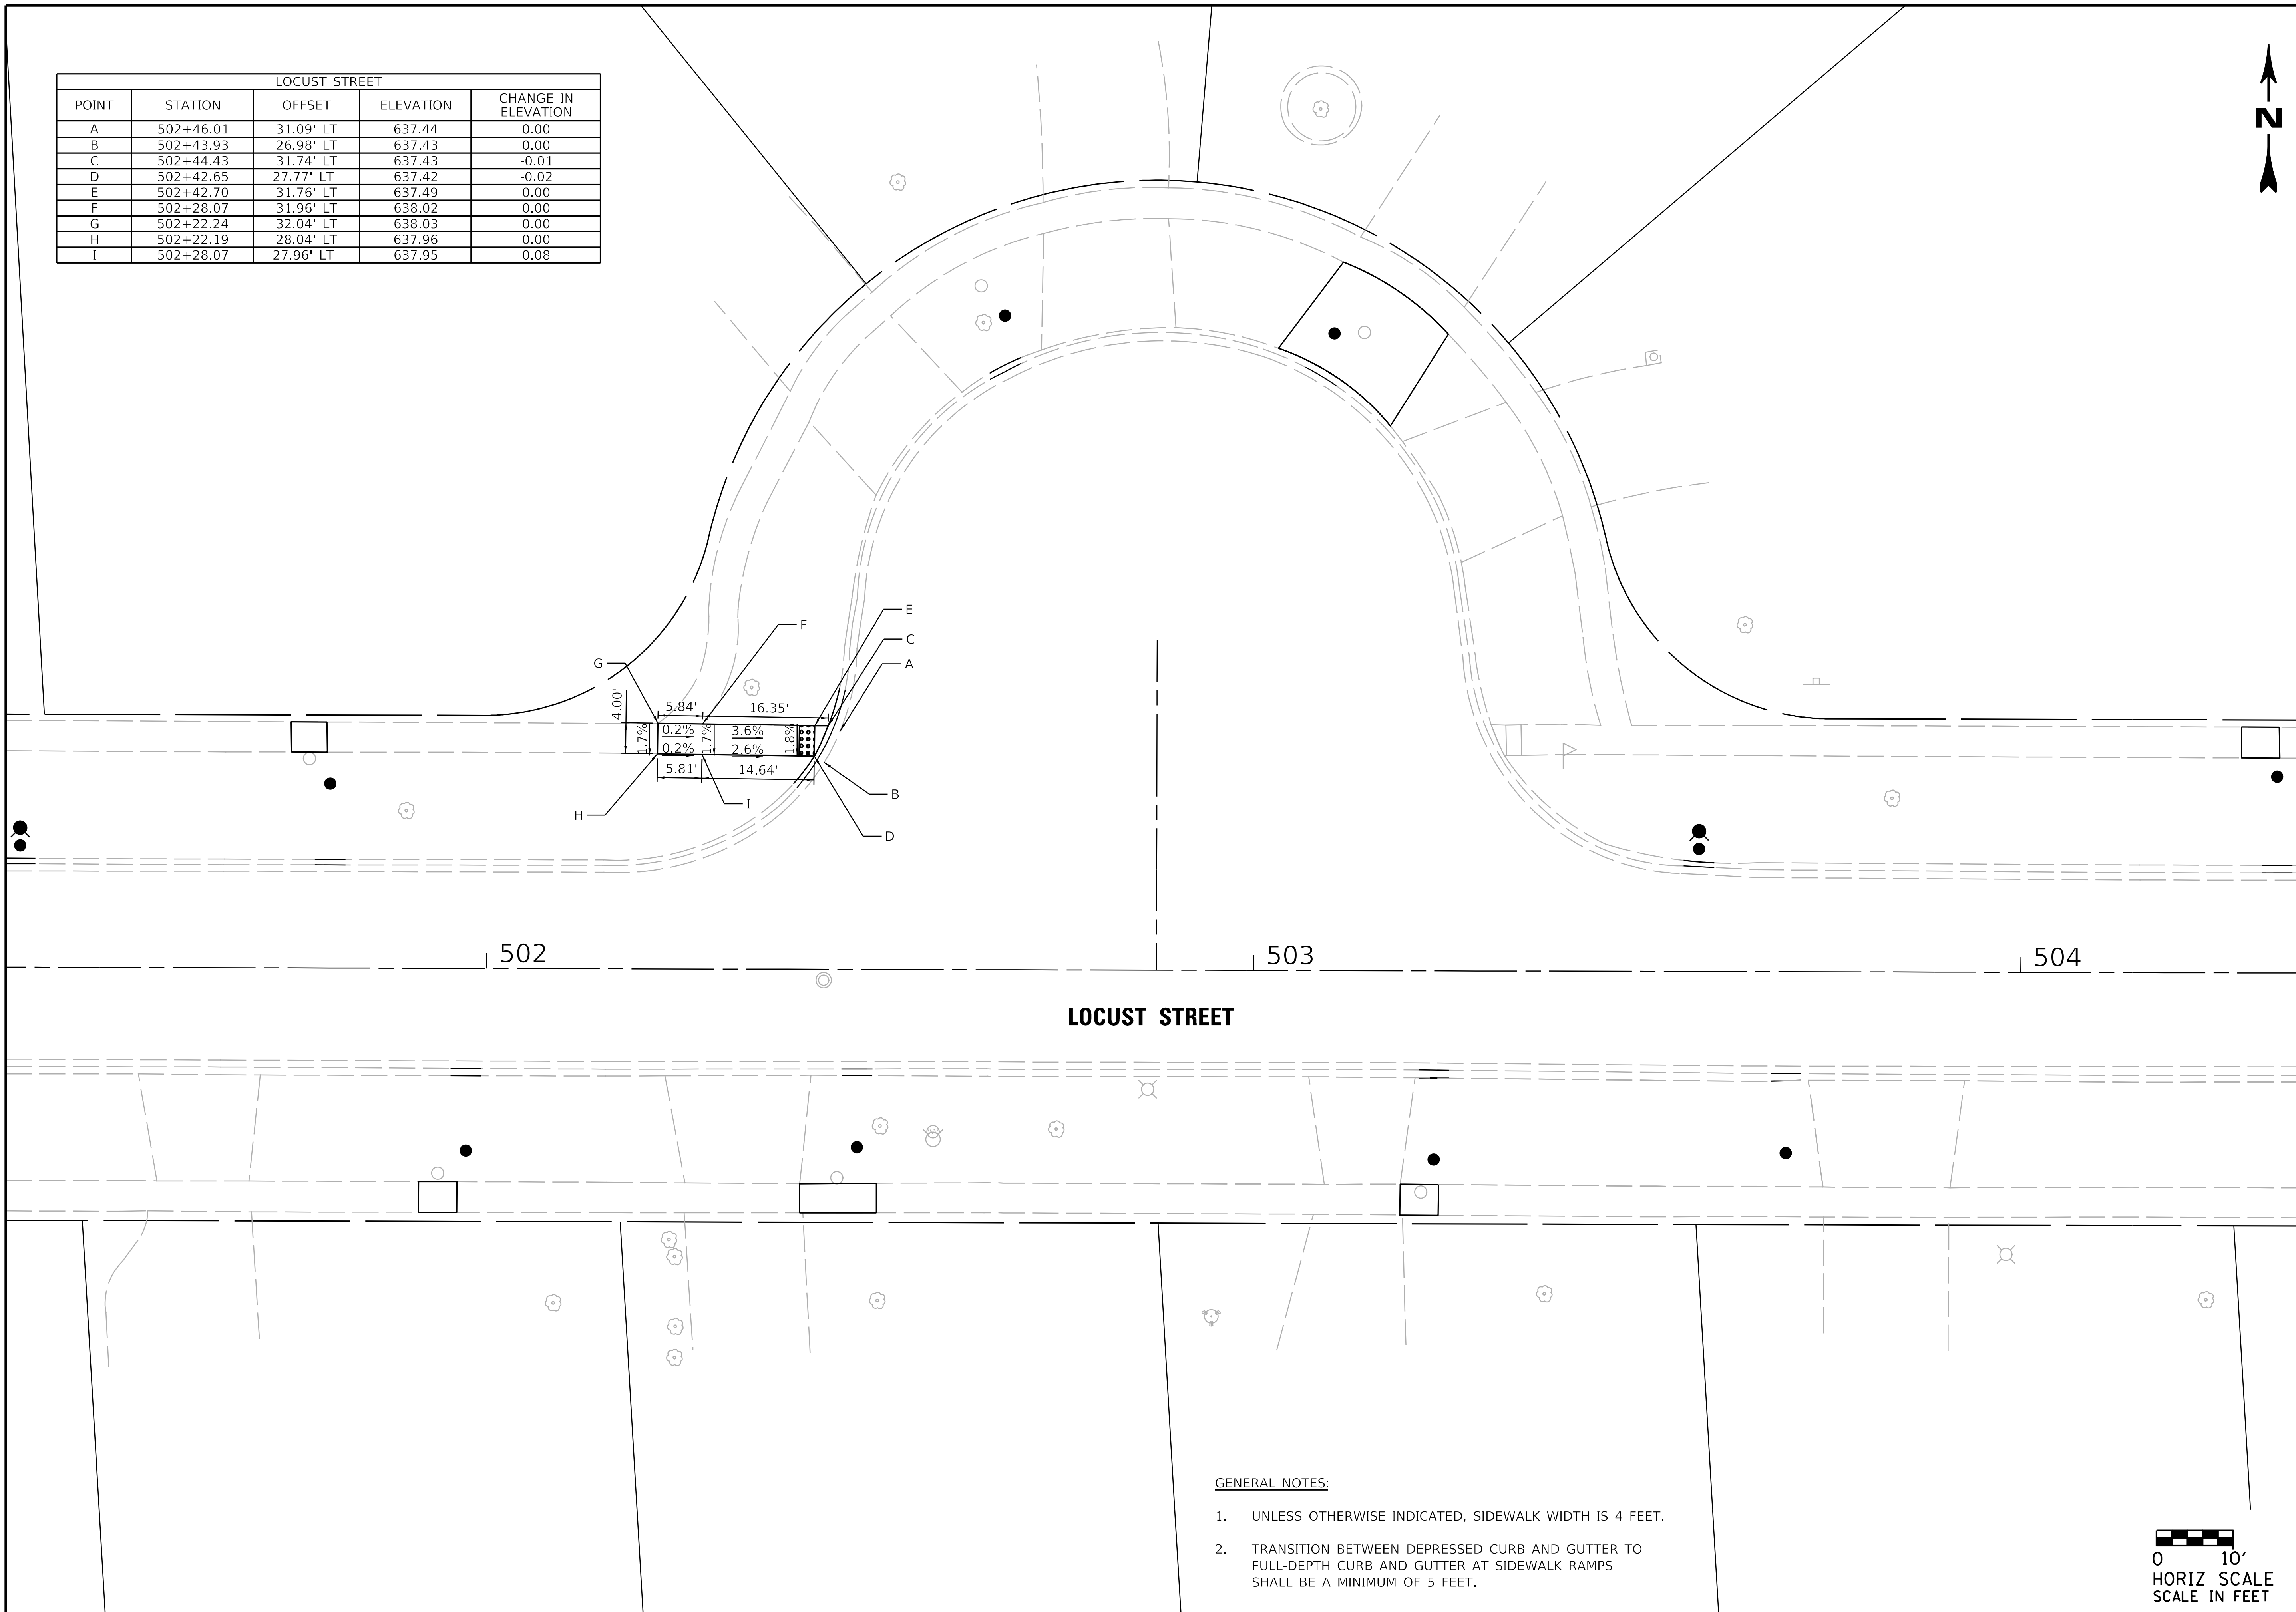 LOCUST STREET
POINT STATION OFFSET ELEVATION CHANGE IN ELEVATION
A 502+46.01 31.09' LT 637.44 0.00
B 502+43.93 26.98' LT 637.43 0.00
C 502+44.43 31.74' LT 637.43 -0.01
D 502+42.65 27.77' LT 637.42 -0.02
E 502+42.70 31.76' LT 637.49 0.00
F 502+28.07 31.96' LT 638.02 0.00
G 502+22.24 32.04' LT 638.03 0.00
H 502+22.19 28.04' LT 637.96 0.00
I 502+28.07 27.96' LT 637.95 0.08
N
E
F
C
G
A
4.00'
5.84' 16.35'
1.7% 0.2% 1.7% 3.6% 1.8%
0.2% 2.6%
5.81' 14.64'
B
I
H
D
502 503 504
LOCUST STREET
GENERAL NOTES:
1. UNLESS OTHERWISE INDICATED, SIDEWALK WIDTH IS 4 FEET.
2. TRANSITION BETWEEN DEPRESSED CURB AND GUTTER TO
FULL-DEPTH CURB AND GUTTER AT SIDEWALK RAMPS
SHALL BE A MINIMUM OF 5 FEET.
0 10'
HORIZ SCALE
SCALE IN FEET